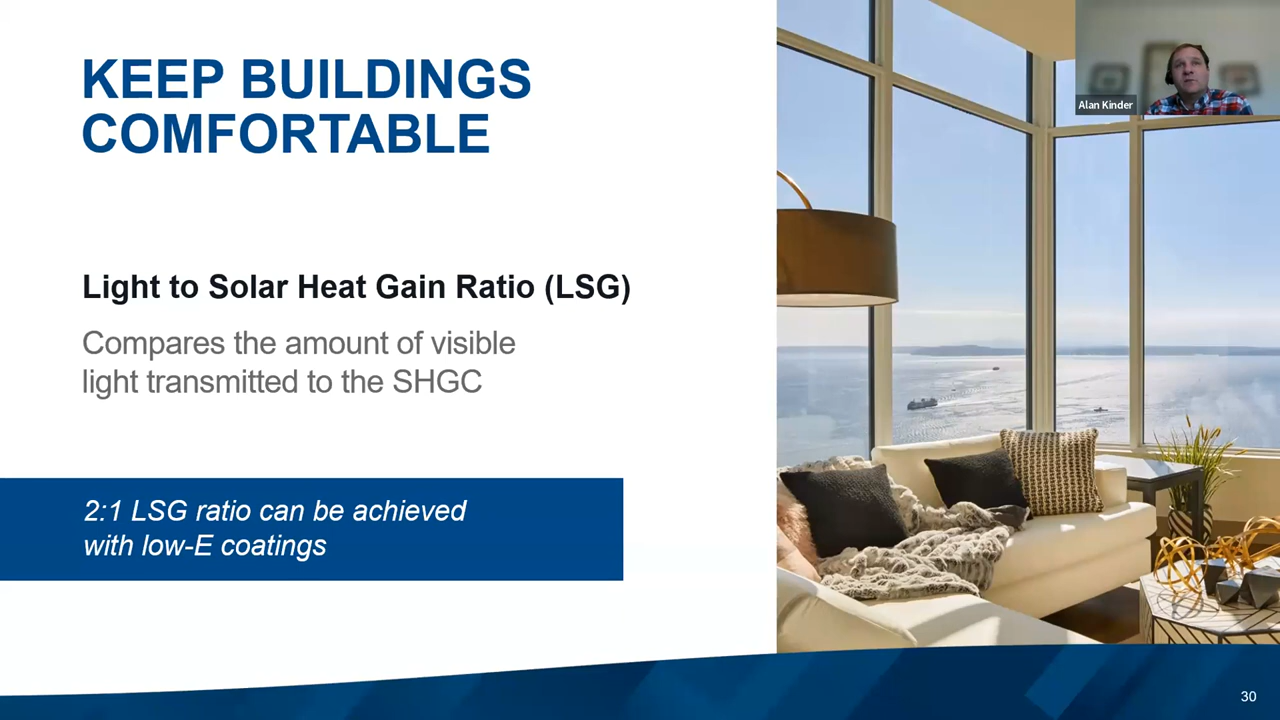 KEEP BUILDINGS
COMFORTABLE
Alan Kinder
Light to Solar Heat Gain Ratio (LSG)
Compares the amount of visible
light transmitted to the SHGC
2:1 LSG ratio can be achieved
with low-E coatings
30